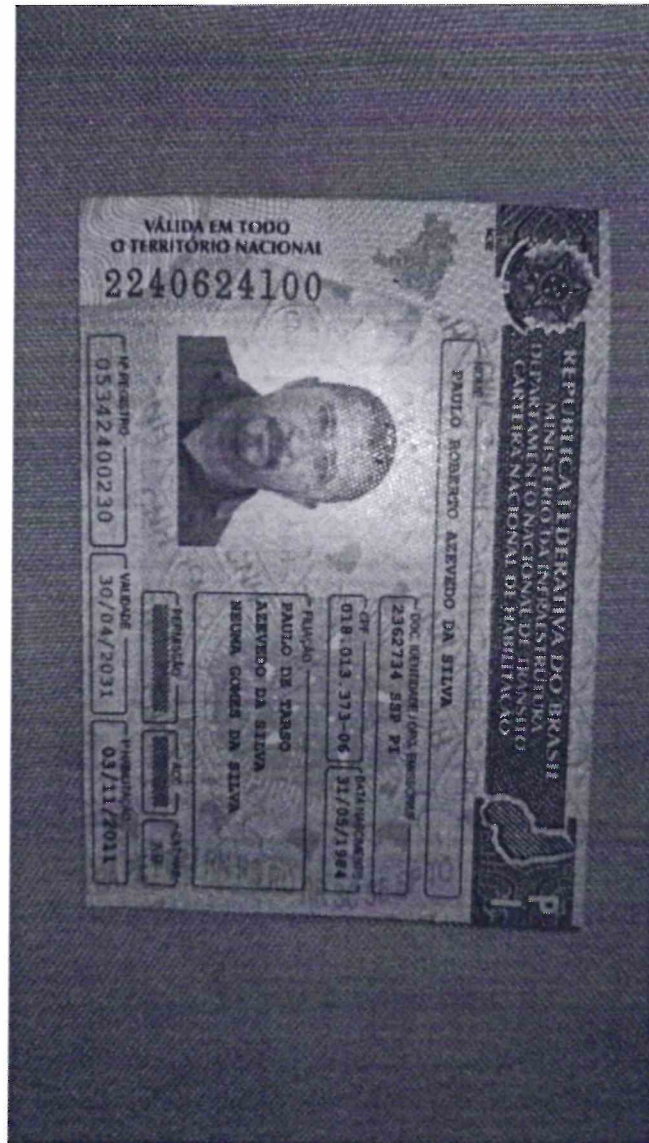 REPÚBLICA FEDERATIVA DO BRASIL
MINISTÉRIO DA INFRAESTRUTURA
DEPARTAMENTO NACIONAL DE TRÂNSITO
CARTEIRA NACIONAL DE HABILITAÇÃO
PI
NOME
PAULO ROBERTO AZEVEDO DA SILVA
DOC. IDENTIDADE / ORG. EMISSOR / UF
2362734 SSP PI
CPF DATA NASCIMENTO
018.013.373-06 31/05/1984
FILIAÇÃO
PAULO DE TARSO
AZEVEDO DA SILVA
NEUMA GOMES DA SILVA
PERMISSÃO ACC CAT. HAB.
AB
Nº REGISTRO VALIDADE 1ª HABILITAÇÃO
05342400230 30/04/2031 03/11/2011
VÁLIDA EM TODO
O TERRITÓRIO NACIONAL
2240624100